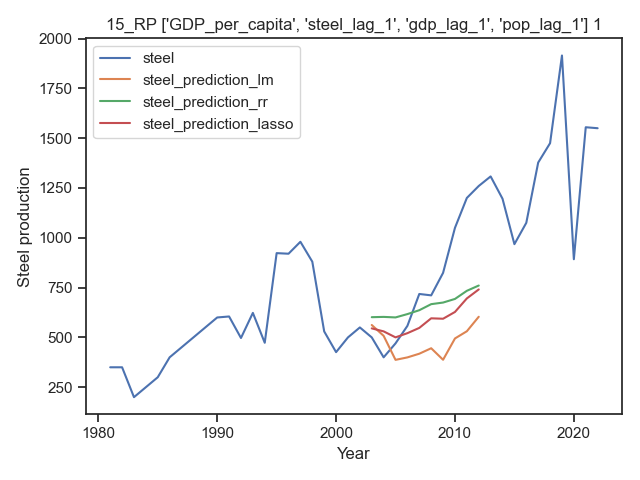 15_RP ['GDP_per_capita', 'steel_lag_1', 'gdp_lag_1', 'pop_lag_1'] 1
steel
steel_prediction_lm
steel_prediction_rr
steel_prediction_lasso
Steel production
2000
1750
1500
1250
1000
750
500
250
1980
1990
2000
2010
2020
Year